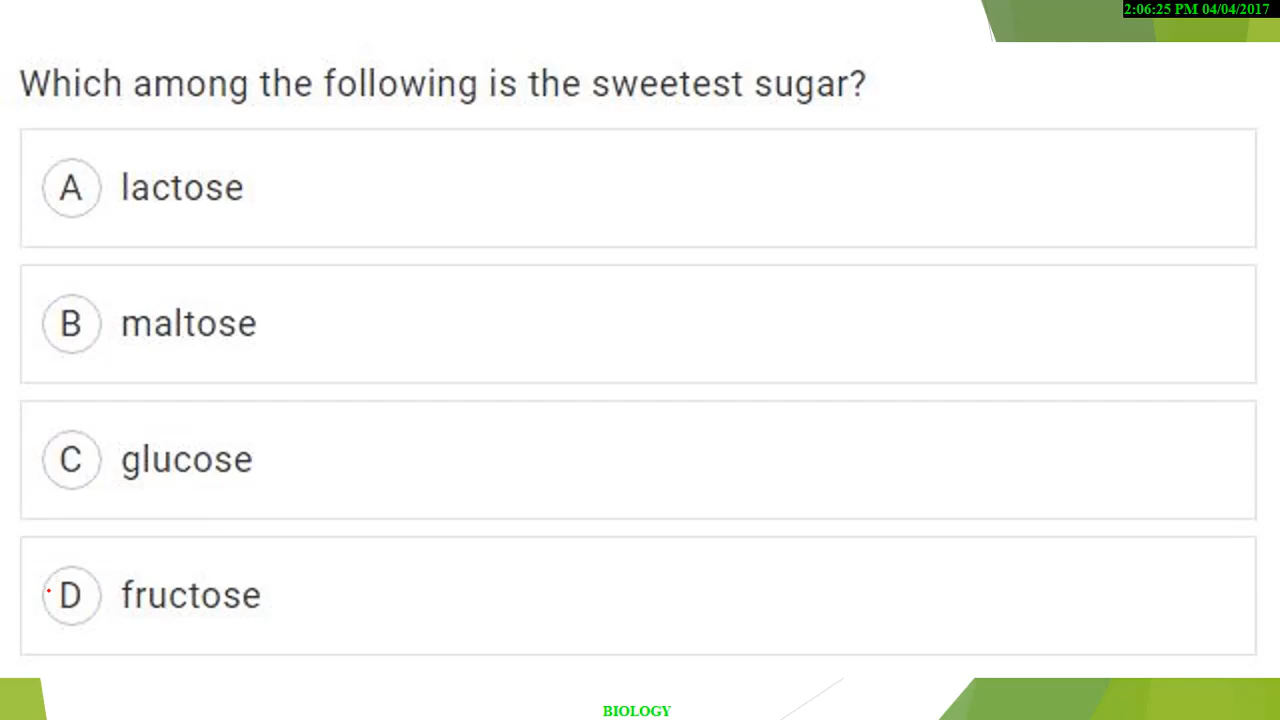 2:06:25 PM 04/04/2017
Which among the following is the sweetest sugar?
A lactose
B maltose
C glucose
D fructose
BIOLOGY